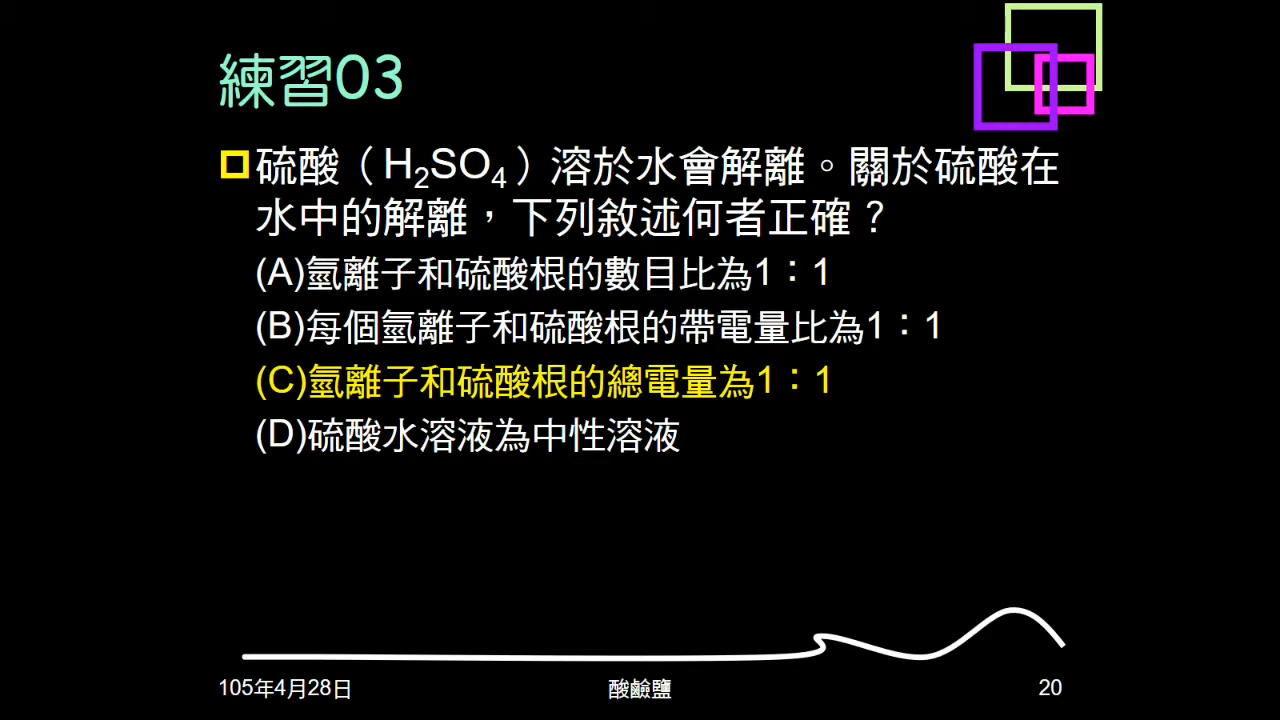 練習03
硫酸（H₂SO₄）溶於水會解離。關於硫酸在
水中的解離，下列敘述何者正確？
(A)氫離子和硫酸根的數目比為1：1
(B)每個氫離子和硫酸根的帶電量比為1：1
(C)氫離子和硫酸根的總電量為1：1
(D)硫酸水溶液為中性溶液
105年4月28日
酸鹼鹽
20